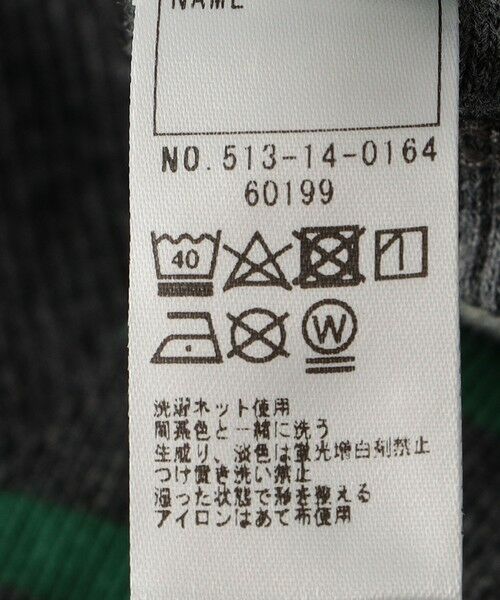 NAME
NO.513-14-0164
60199
40
W
洗濯ネット使用
同系色と一緒に洗う
生成り、淡色は蛍光増白剤禁止
つけ置き洗い禁止
湿った状態で形を整える
アイロンはあて布使用